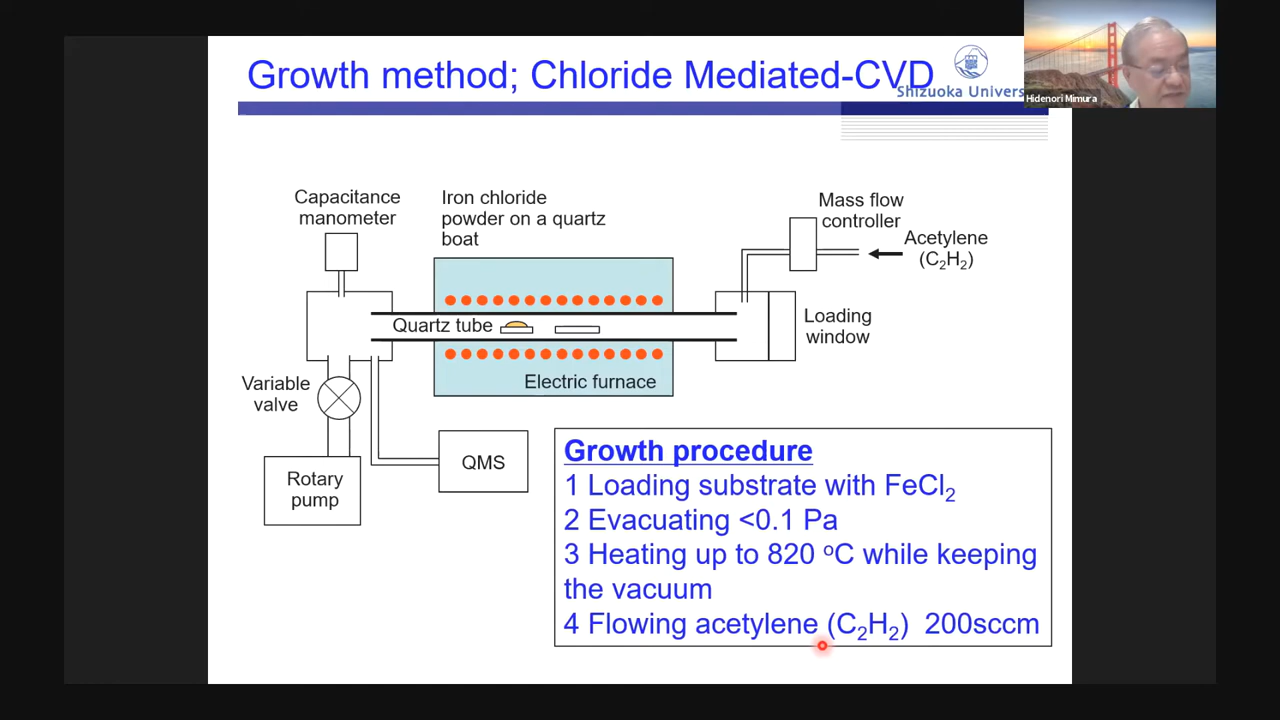 Growth method; Chloride Mediated-CVD
Shizuoka Univers
Hidenori Mimura
Capacitance
manometer
Iron chloride
powder on a quartz
boat
Mass flow
controller
Acetylene
(C₂H₂)
Quartz tube
Loading
window
Electric furnace
Variable
valve
QMS
Rotary
pump
Growth procedure
1 Loading substrate with FeCl₂
2 Evacuating <0.1 Pa
3 Heating up to 820 ºC while keeping
the vacuum
4 Flowing acetylene (C₂H₂) 200sccm